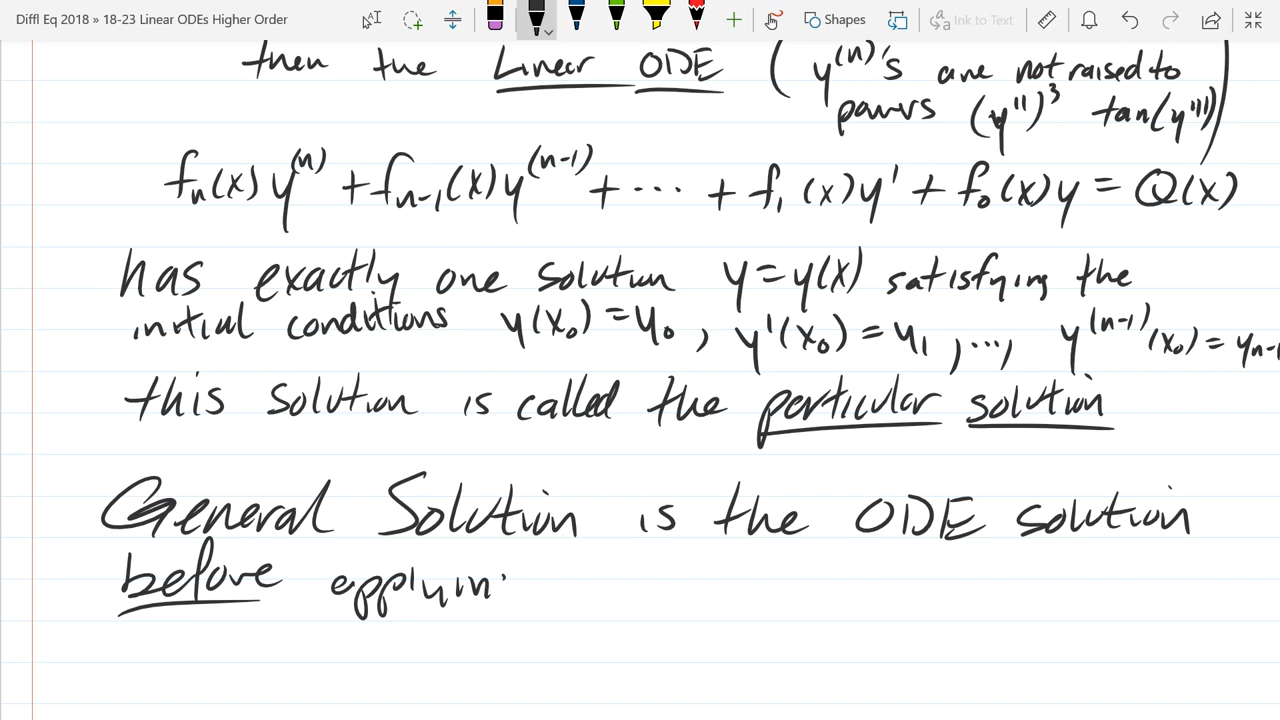 Diffl Eq 2018 » 18-23 Linear ODEs Higher Order
Shapes
Ink to Text
then the Linear ODE ( y^(n)'s are not raised to
powers (y'')^3 tan(y''') )
f_n(x) y^(n) + f_{n-1}(x) y^(n-1) + ··· + f_1(x)y' + f_0(x)y = Q(x)
has exactly one solution y=y(x) satisfying the
initial conditions y(x_0)=y_0, y'(x_0)=y_1, ..., y^(n-1)(x_0)=y_{n-1}
this solution is called the particular solution
General Solution is the ODE solution
before applyin